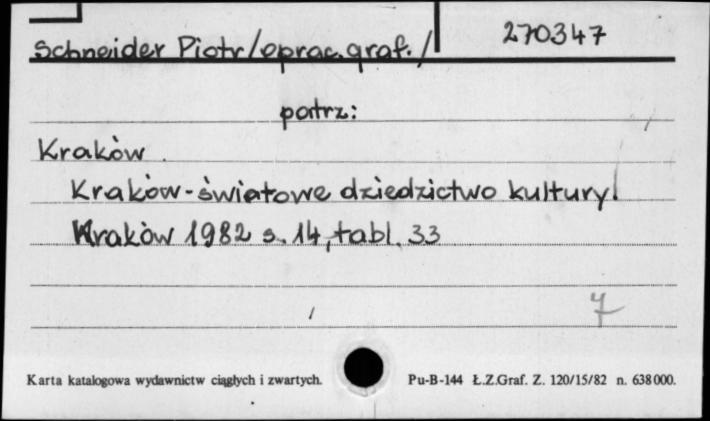 Schneider Piotr/oprac.graf./ 270347
patrz:
Kraków
Kraków-światowe dziedzictwo kultury.
Kraków 1982 s. 14, tabl. 33
7
Karta katalogowa wydawnictw ciągłych i zwartych. Pu-B-144 Ł.Z.Graf. Z. 120/15/82 n. 638000.